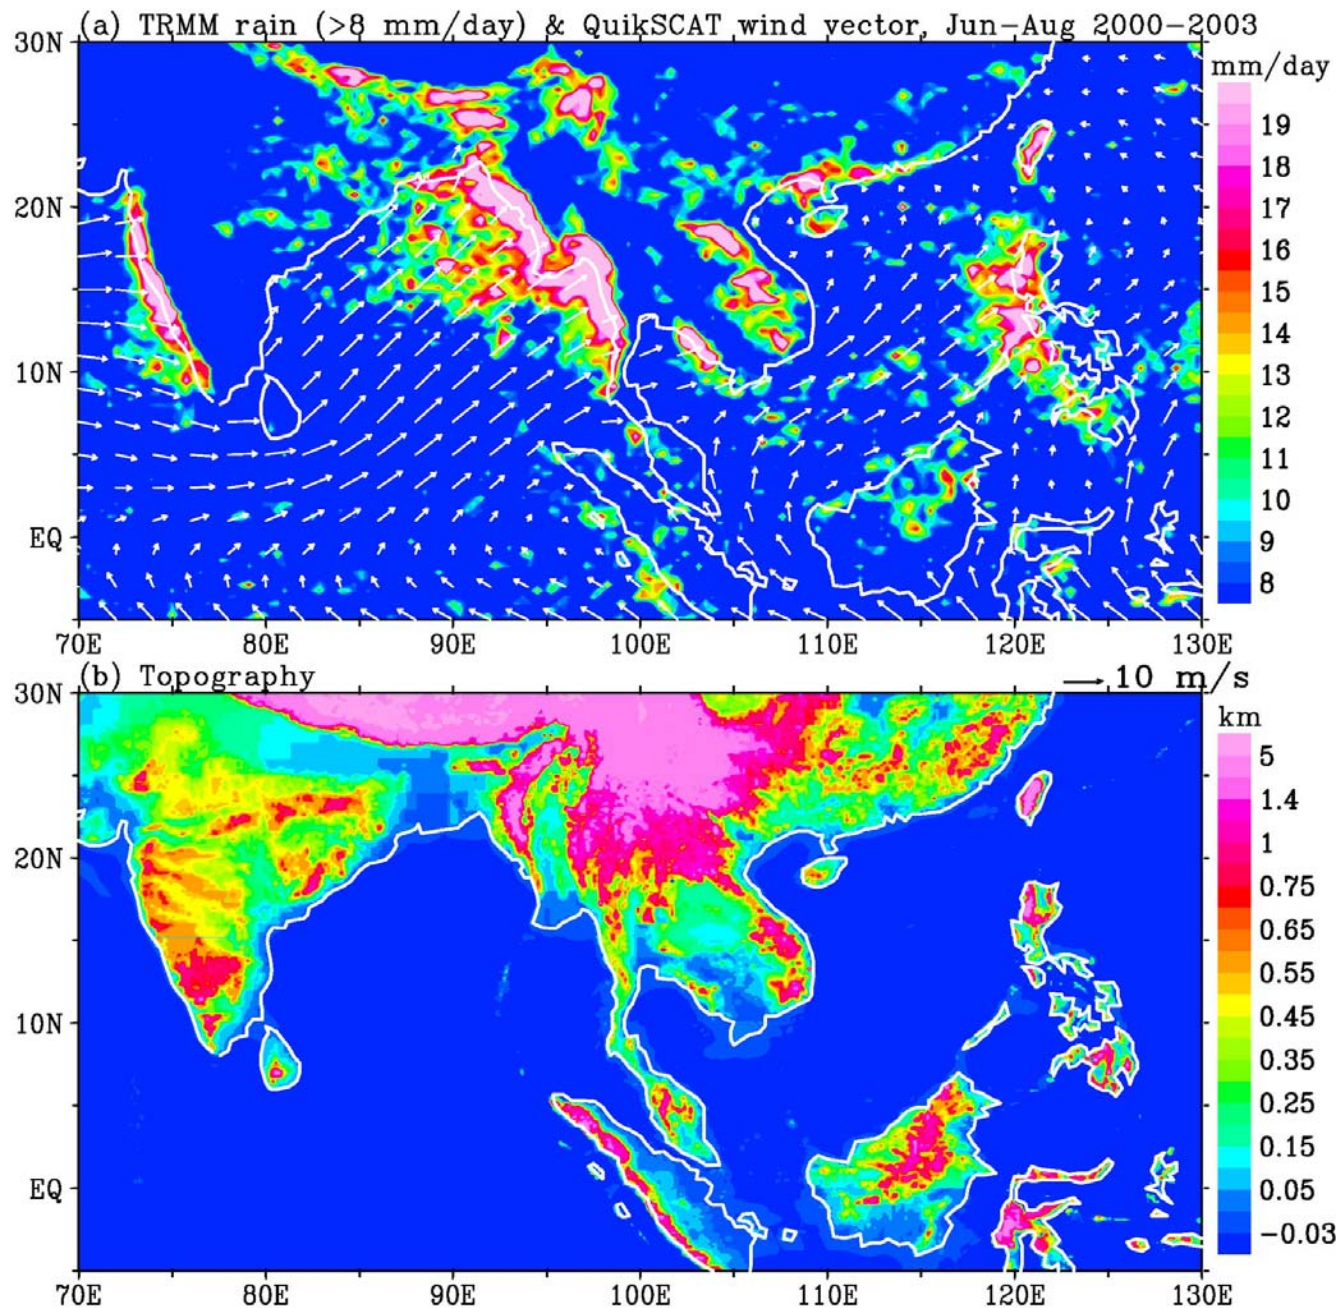 (a) TRMM rain (>8 mm/day) & QuikSCAT wind vector, Jun-Aug 2000-2003
30N
20N
10N
EQ
70E 80E 90E 100E 110E 120E 130E
mm/day
19
18
17
16
15
14
13
12
11
10
9
8
(b) Topography
10 m/s
30N
20N
10N
EQ
70E 80E 90E 100E 110E 120E 130E
km
5
1.4
1
0.75
0.65
0.55
0.45
0.35
0.25
0.15
0.05
-0.03